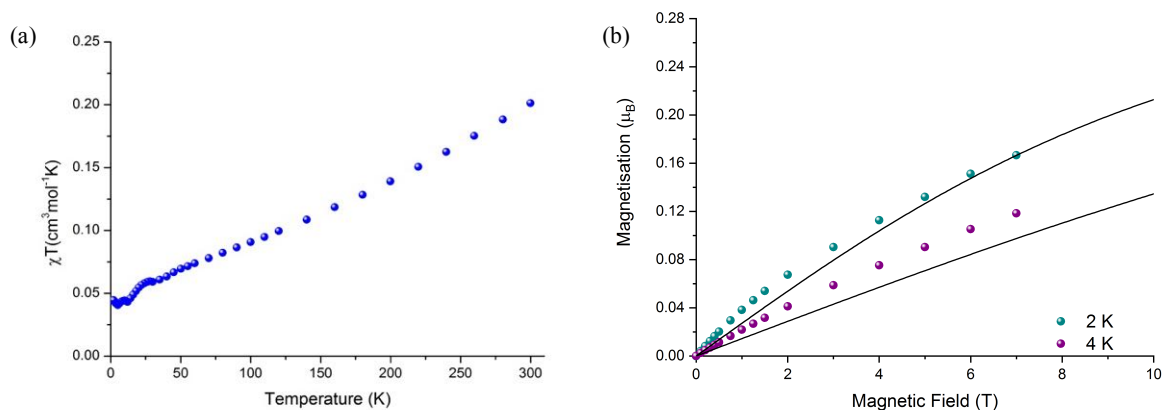 (a)
χT(cm³mol⁻¹K)
0.25
0.20
0.15
0.10
0.05
0.00
0 50 100 150 200 250 300
Temperature (K)
(b)
Magnetisation (μB)
0.28
0.24
0.20
0.16
0.12
0.08
0.04
0.00
2 K
4 K
0 2 4 6 8 10
Magnetic Field (T)